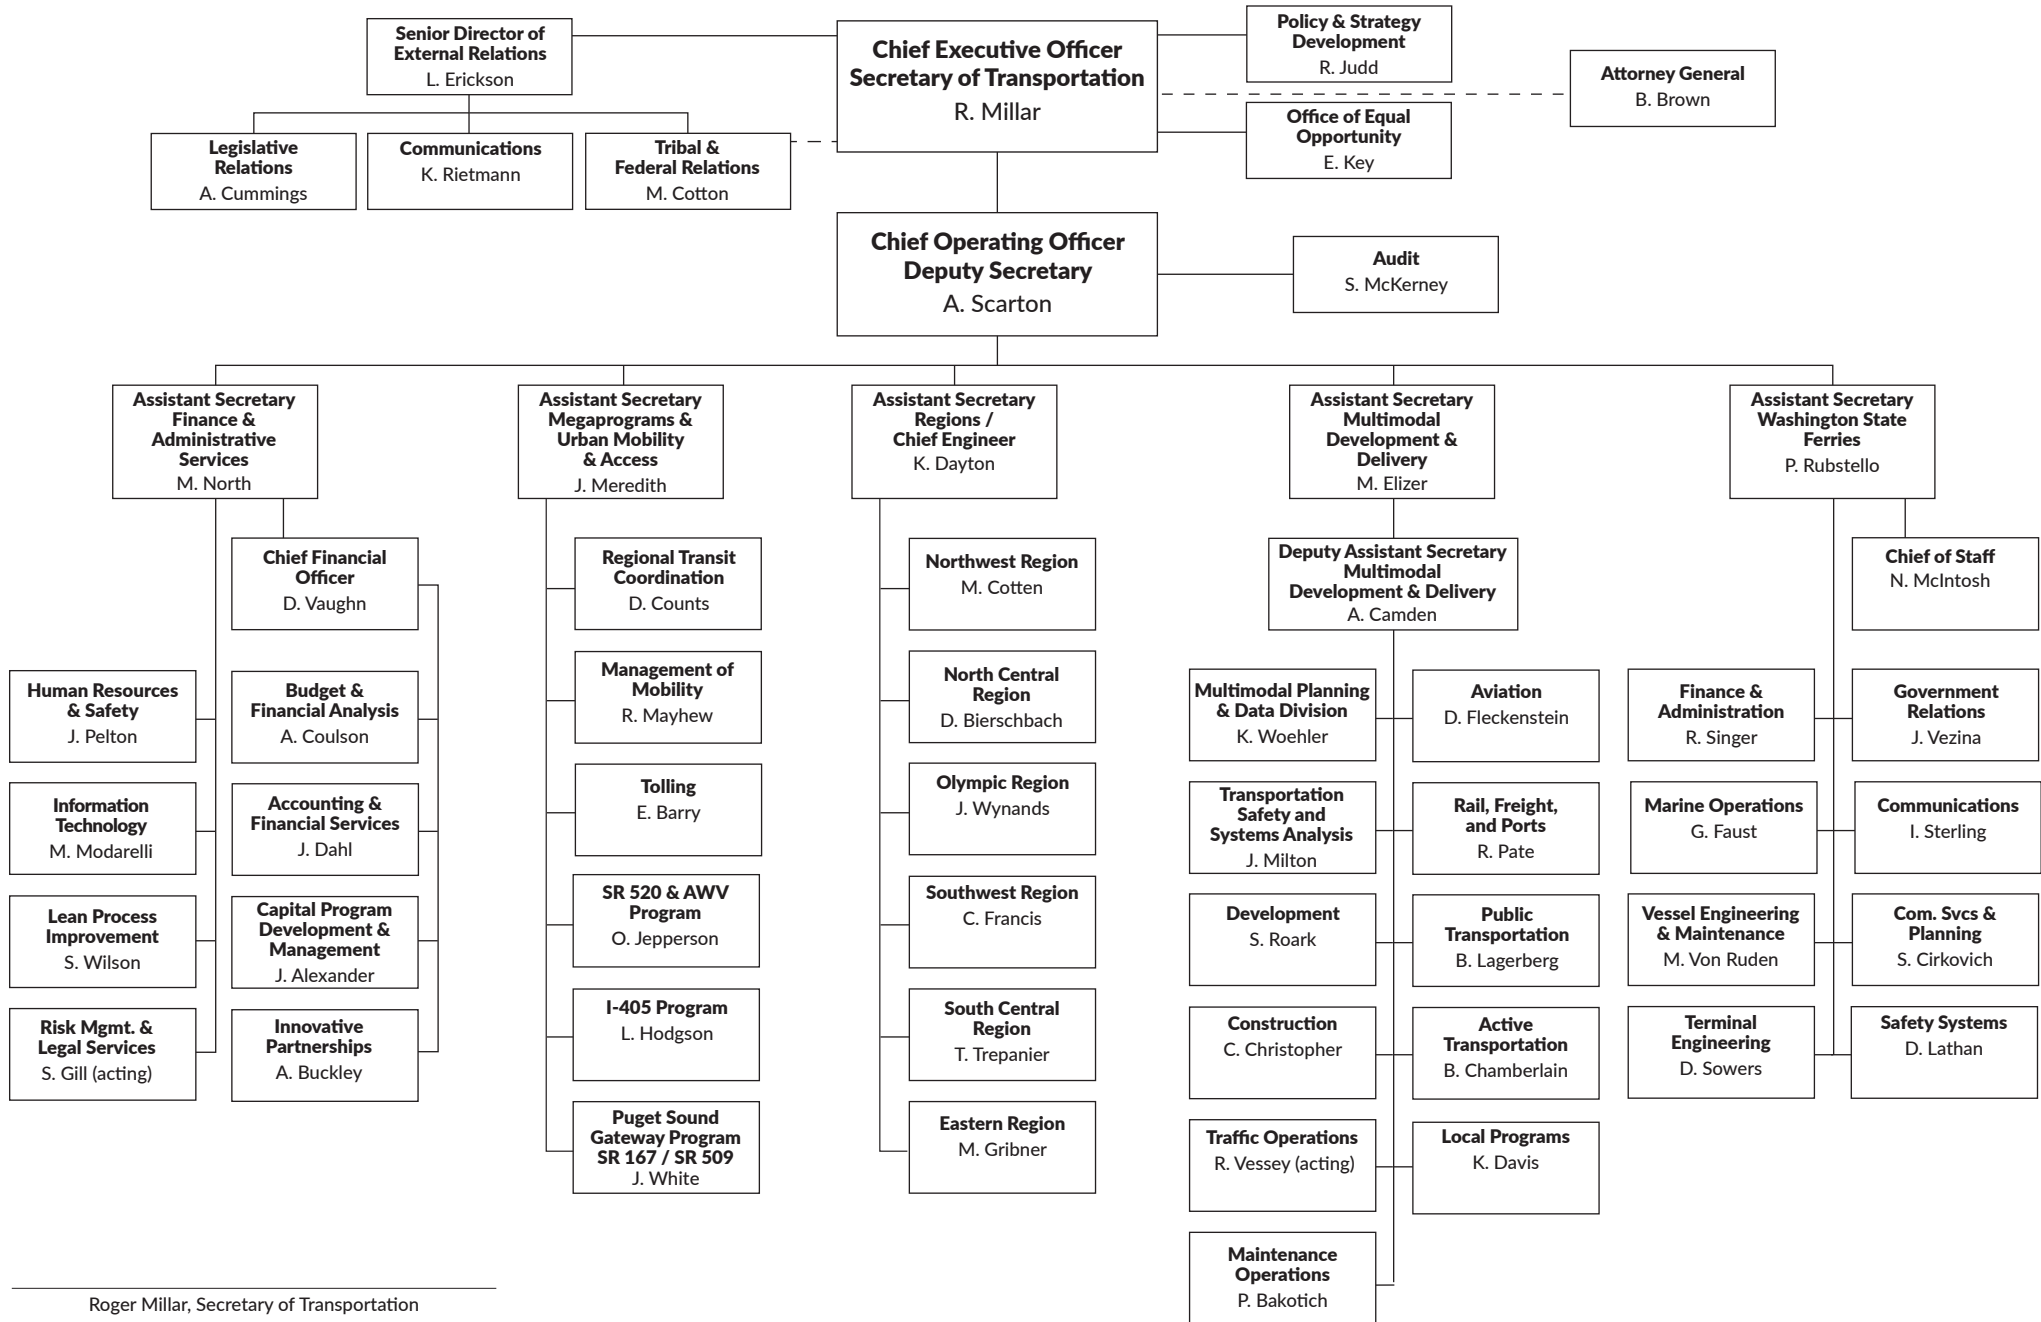 Senior Director of
External Relations
L. Erickson
Chief Executive Officer
Secretary of Transportation
R. Millar
Policy & Strategy
Development
R. Judd
Attorney General
B. Brown
Office of Equal
Opportunity
E. Key
Legislative
Relations
A. Cummings
Communications
K. Rietmann
Tribal &
Federal Relations
M. Cotton
Chief Operating Officer
Deputy Secretary
A. Scarton
Audit
S. McKerney
Assistant Secretary
Finance &
Administrative
Services
M. North
Assistant Secretary
Megaprograms &
Urban Mobility
& Access
J. Meredith
Assistant Secretary
Regions /
Chief Engineer
K. Dayton
Assistant Secretary
Multimodal
Development &
Delivery
M. Elizer
Assistant Secretary
Washington State
Ferries
P. Rubstello
Chief Financial
Officer
D. Vaughn
Human Resources
& Safety
J. Pelton
Budget &
Financial Analysis
A. Coulson
Information
Technology
M. Modarelli
Accounting &
Financial Services
J. Dahl
Lean Process
Improvement
S. Wilson
Capital Program
Development &
Management
J. Alexander
Risk Mgmt. &
Legal Services
S. Gill (acting)
Innovative
Partnerships
A. Buckley
Regional Transit
Coordination
D. Counts
Management of
Mobility
R. Mayhew
Tolling
E. Barry
SR 520 & AWV
Program
O. Jepperson
I-405 Program
L. Hodgson
Puget Sound
Gateway Program
SR 167 / SR 509
J. White
Northwest Region
M. Cotten
North Central
Region
D. Bierschbach
Olympic Region
J. Wynands
Southwest Region
C. Francis
South Central
Region
T. Trepanier
Eastern Region
M. Gribner
Deputy Assistant Secretary
Multimodal
Development & Delivery
A. Camden
Multimodal Planning
& Data Division
K. Woehler
Aviation
D. Fleckenstein
Transportation
Safety and
Systems Analysis
J. Milton
Rail, Freight,
and Ports
R. Pate
Development
S. Roark
Public
Transportation
B. Lagerberg
Construction
C. Christopher
Active
Transportation
B. Chamberlain
Traffic Operations
R. Vessey (acting)
Local Programs
K. Davis
Maintenance
Operations
P. Bakotich
Chief of Staff
N. McIntosh
Finance &
Administration
R. Singer
Government
Relations
J. Vezina
Marine Operations
G. Faust
Communications
I. Sterling
Vessel Engineering
& Maintenance
M. Von Ruden
Com. Svcs &
Planning
S. Cirkovich
Terminal
Engineering
D. Sowers
Safety Systems
D. Lathan
Roger Millar, Secretary of Transportation